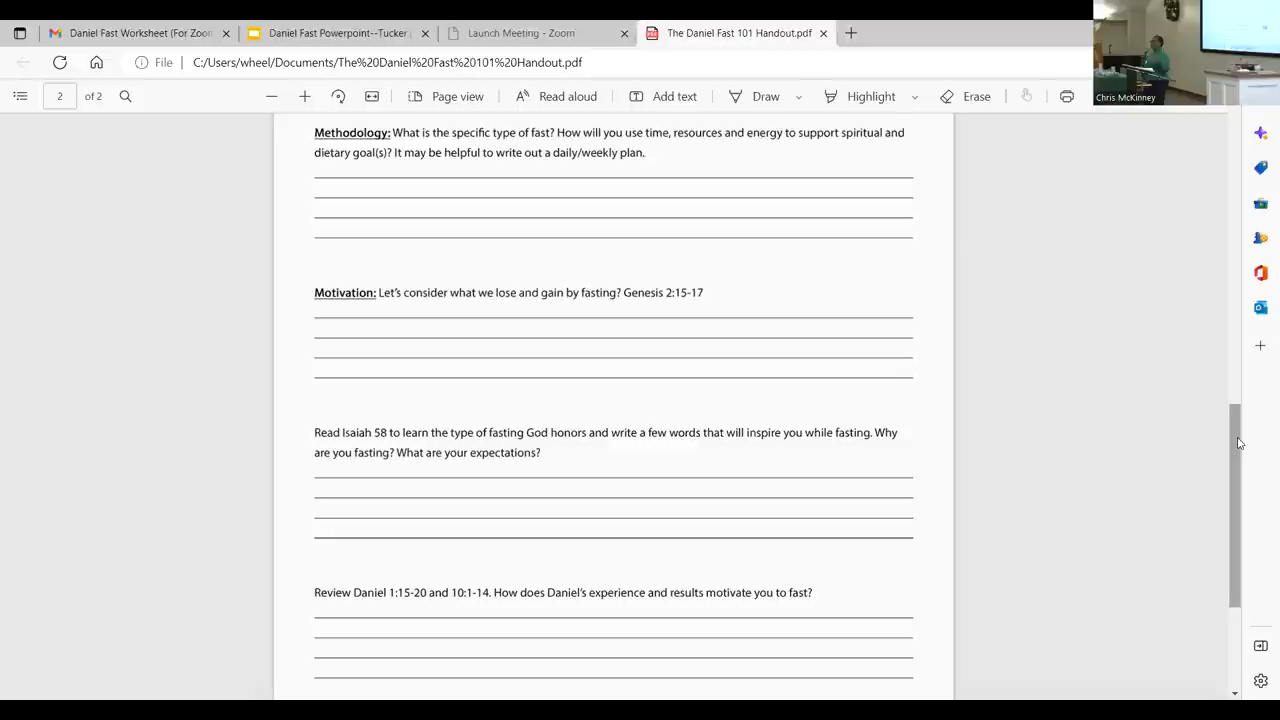 Daniel Fast Worksheet (For Zoo
Daniel Fast Powerpoint--Tucker
Launch Meeting - Zoom
The Daniel Fast 101 Handout.pdf
File
C:/Users/wheel/Documents/The%20Daniel%20Fast%20101%20Handout.pdf
2 of 2
Page view
Read aloud
Add text
Draw
Highlight
Erase
Chris McKinney
Methodology: What is the specific type of fast? How will you use time, resources and energy to support spiritual and
dietary goal(s)? It may be helpful to write out a daily/weekly plan.
Motivation: Let's consider what we lose and gain by fasting? Genesis 2:15-17
Read Isaiah 58 to learn the type of fasting God honors and write a few words that will inspire you while fasting. Why
are you fasting? What are your expectations?
Review Daniel 1:15-20 and 10:1-14. How does Daniel's experience and results motivate you to fast?